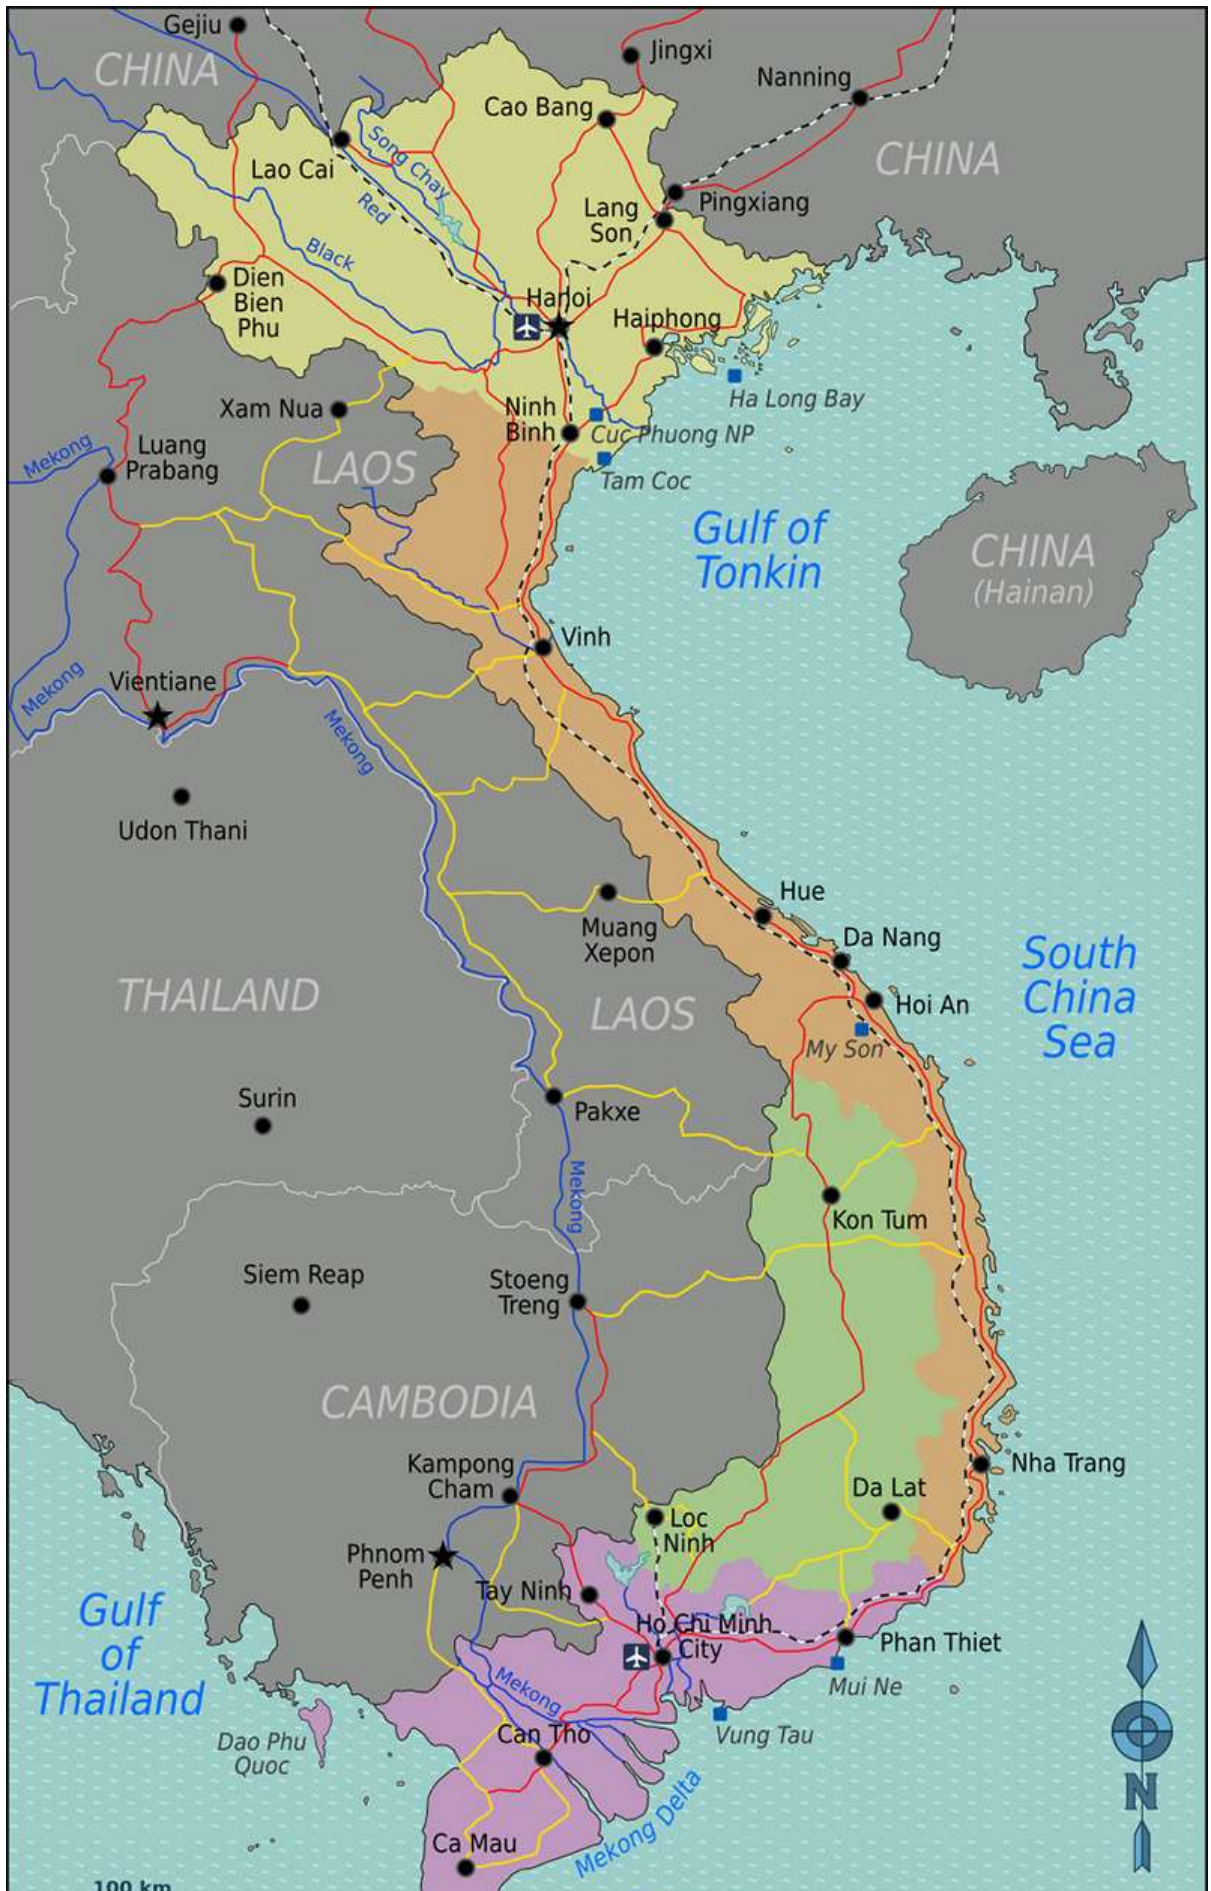 Gejiu
CHINA
Jingxi
Nanning
Cao Bang
Song Chay
CHINA
Lao Cai
Red
Pingxiang
Lang
Son
Black
Dien
Bien
Phu
Hanoi
Haiphong
Ha Long Bay
Xam Nua
Ninh
Binh
Cuc Phuong NP
Mekong
Luang
Prabang
LAOS
Tam Coc
Gulf of
Tonkin
CHINA
(Hainan)
Vinh
Mekong
Vientiane
Mekong
Udon Thani
Hue
Muang
Xepon
Da Nang
South
China
Sea
THAILAND
LAOS
Hoi An
My Son
Surin
Pakxe
Mekong
Kon Tum
Siem Reap
Stoeng
Treng
CAMBODIA
Kampong
Cham
Nha Trang
Da Lat
Loc
Ninh
Phnom
Penh
Tay Ninh
Gulf
of
Thailand
Ho Chi Minh
City
Phan Thiet
Mekong
Mui Ne
Dao Phu
Quoc
Can Tho
Vung Tau
Mekong Delta
N
Ca Mau
100 km